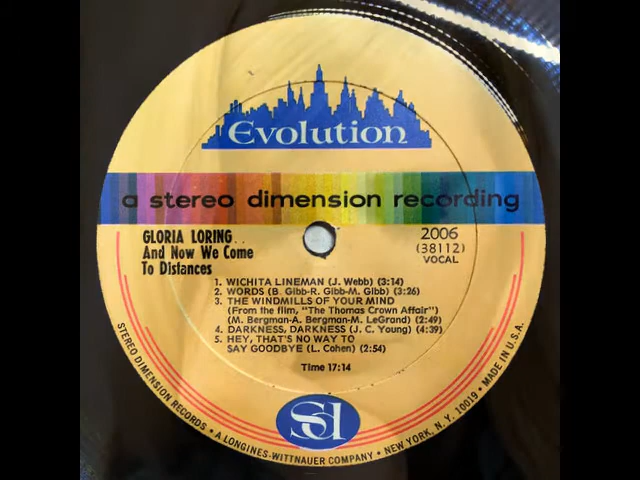 Evolution
a stereo dimension recording
GLORIA LORING..
And Now We Come
To Distances
2006
(38112)
VOCAL
1. WICHITA LINEMAN (J. Webb) (3:14)
2. WORDS (B. Gibb-R. Gibb-M. Gibb) (3:26)
3. THE WINDMILLS OF YOUR MIND
(From the film, "The Thomas Crown Affair")
(M. Bergman-A. Bergman-M. LeGrand) (2:49)
4. DARKNESS, DARKNESS (J. C. Young) (4:39)
5. HEY, THAT'S NO WAY TO
SAY GOODBYE (L. Cohen) (2:54)
Time 17:14
sd
STEREO DIMENSION RECORDS • A LONGINES-WITTNAUER COMPANY • NEW YORK, N. Y. 10019 • MADE IN U.S.A.